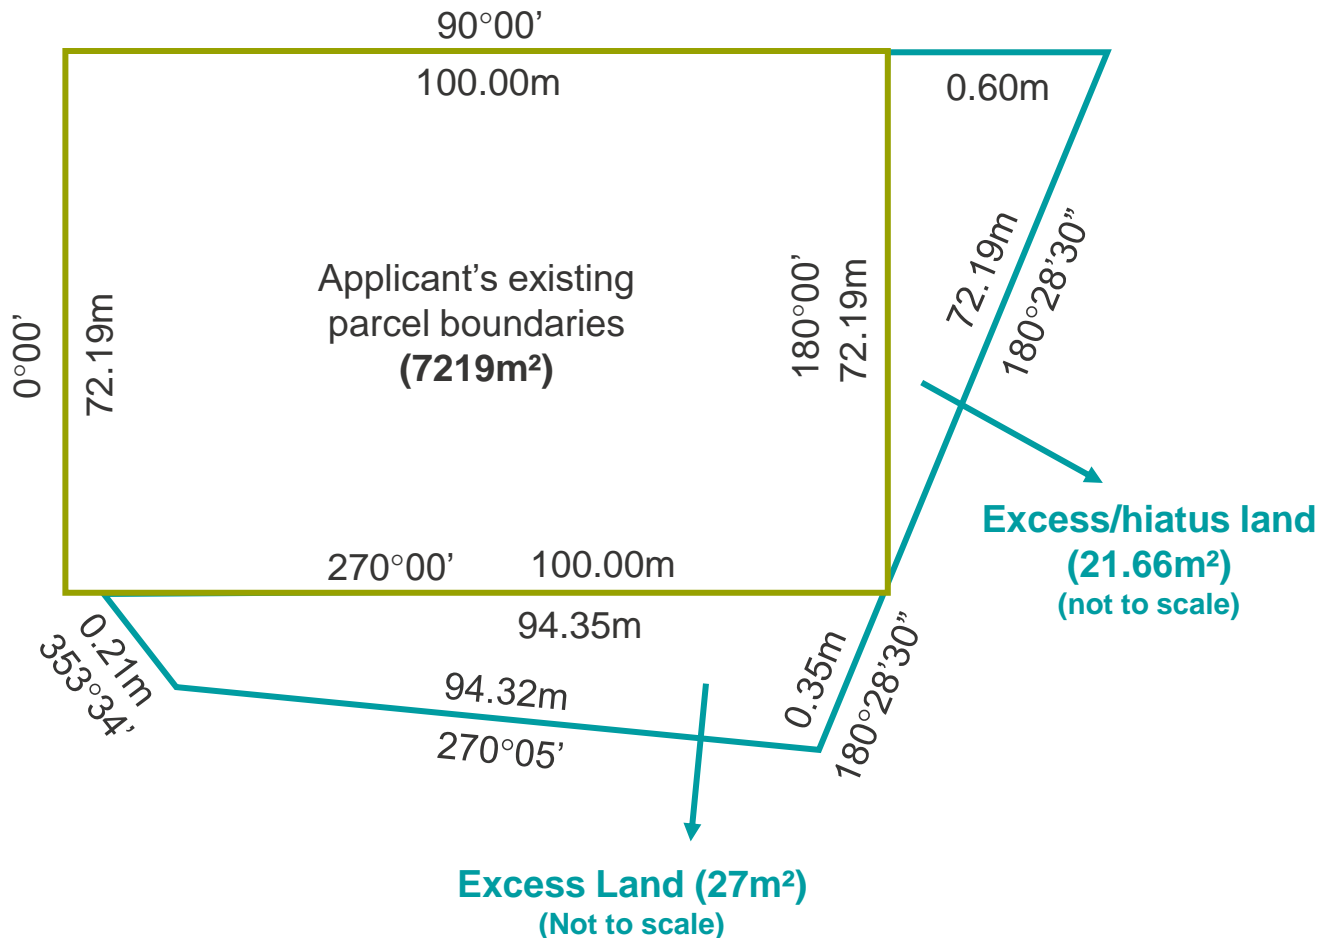 90°00’
100.00m
0.60m
0°00’
72.19m
Applicant’s existing
parcel boundaries
(7219m²)
180°00’
72.19m
72.19m
180°28’30”
Excess/hiatus land
(21.66m²)
(not to scale)
270°00’
100.00m
94.35m
0.21m
353°34’
94.32m
270°05’
0.35m
180°28’30”
Excess Land (27m²)
(Not to scale)